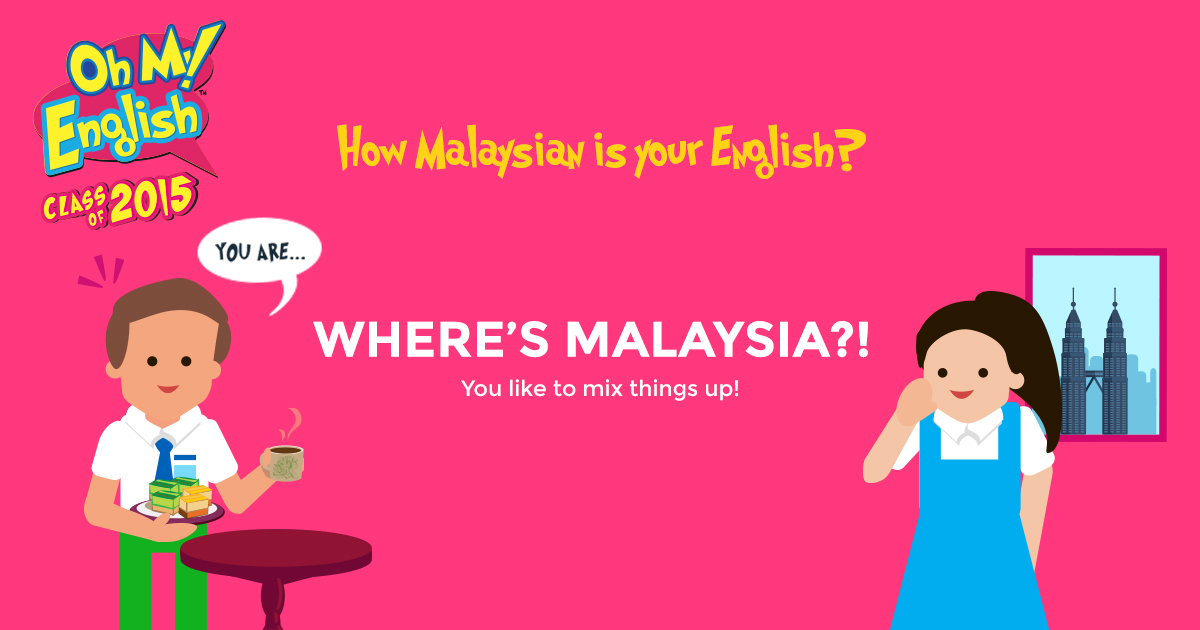 Oh My!
English™
CLASS
OF 2015
How Malaysian is your English?
YOU ARE...
WHERE'S MALAYSIA?!
You like to mix things up!